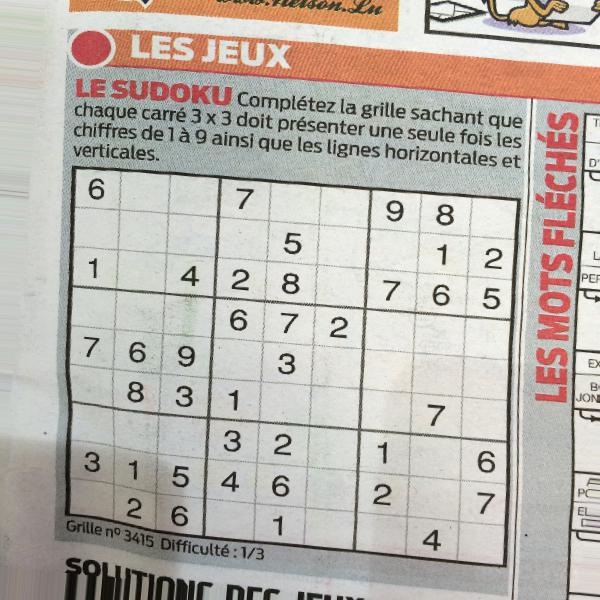 www.Nelson.Lu
LES JEUX
LE SUDOKU Complétez la grille sachant que
chaque carré 3 x 3 doit présenter une seule fois les
chiffres de 1 à 9 ainsi que les lignes horizontales et
verticales.
6 7 9 8
5 1 2
1 4 2 8 7 6 5
6 7 2
7 6 9 3
8 3 1 7
3 2 1 6
3 1 5 4 6 2 7
2 6 1 4
Grille nº 3415 Difficulté : 1/3
SOLUTIONS DES JEUX
LES MOTS FLÉCHÉS